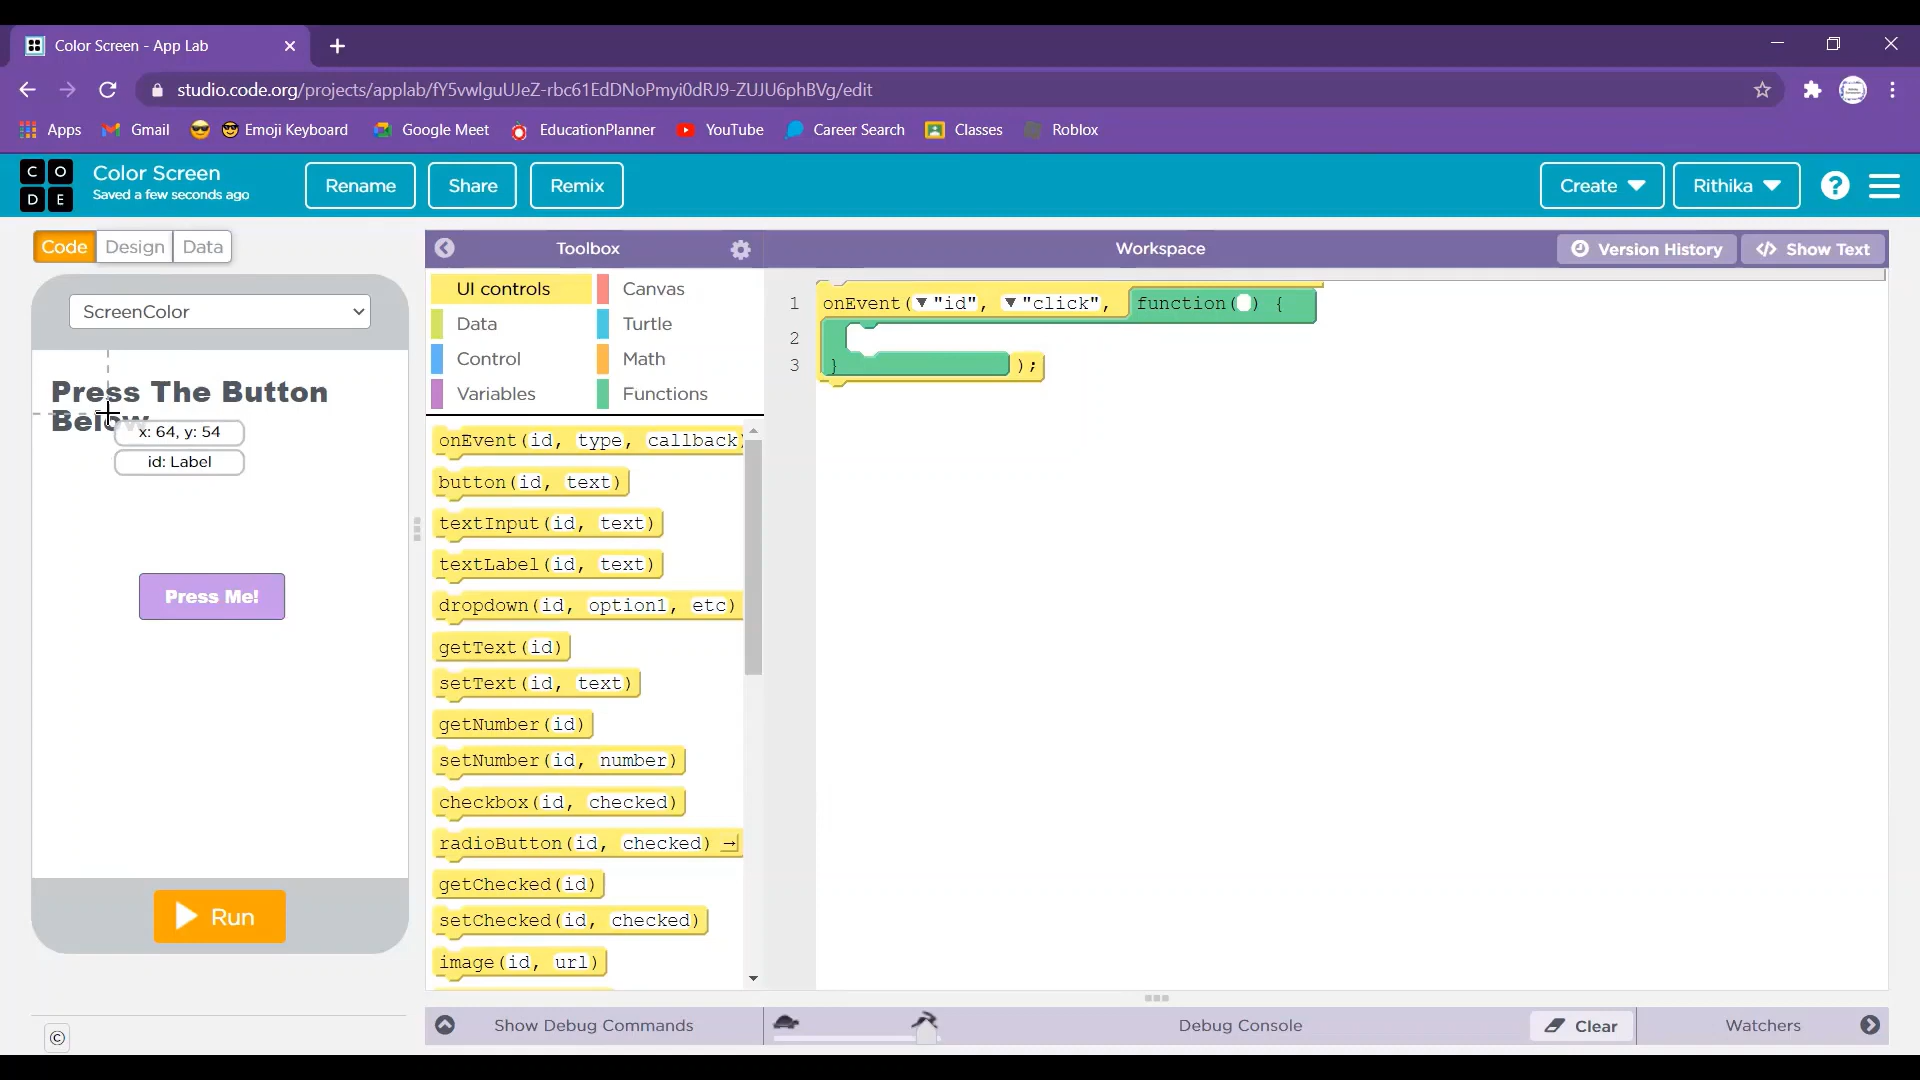 Color Screen - App Lab
studio.code.org/projects/applab/fY5vwlguUJeZ-rbc61EdDNoPmyi0dRJ9-ZUJU6phBVg/edit
Apps Gmail Emoji Keyboard Google Meet EducationPlanner YouTube Career Search Classes Roblox
C O
D E
Color Screen
Saved a few seconds ago
Rename Share Remix Create Rithika ?
Code Design Data
Toolbox
Workspace
Version History
Show Text
ScreenColor
Press The Button
Below
x: 64, y: 54
id: Label
Press Me!
Run
UI controls Canvas
Data Turtle
Control Math
Variables Functions
onEvent(id, type, callback)
button(id, text)
textInput(id, text)
textLabel(id, text)
dropdown(id, option1, etc)
getText(id)
setText(id, text)
getNumber(id)
setNumber(id, number)
checkbox(id, checked)
radioButton(id, checked) →
getChecked(id)
setChecked(id, checked)
image(id, url)
1 onEvent(▼"id", ▼"click", function( ) {
2
3 } );
©
Show Debug Commands
Debug Console
Clear
Watchers